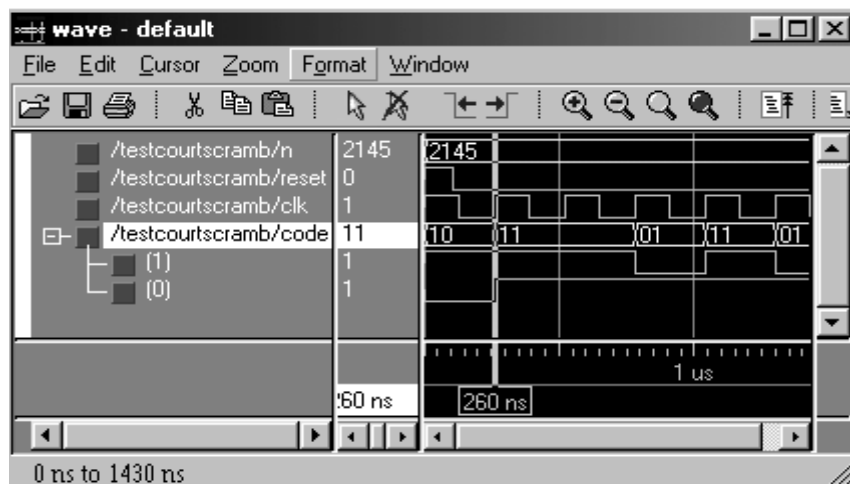 wave - default
File Edit Cursor Zoom Format Window
/testcourtscramb/n 2145 2145
/testcourtscramb/reset 0
/testcourtscramb/clk 1
/testcourtscramb/code 11 10 11 01 11 01
(1) 1
(0) 1
1 us
:60 ns 260 ns
0 ns to 1430 ns